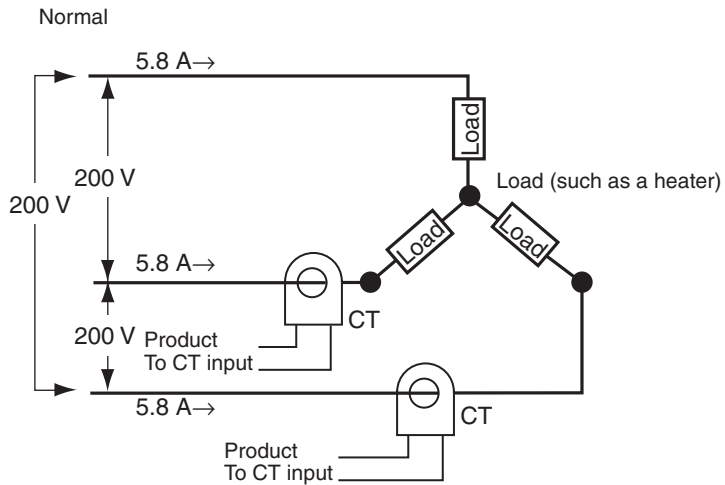 Normal
5.8 A→
200 V
200 V
Load
Load (such as a heater)
Load
Load
5.8 A→
CT
200 V
Product
To CT input
5.8 A→
CT
Product
To CT input